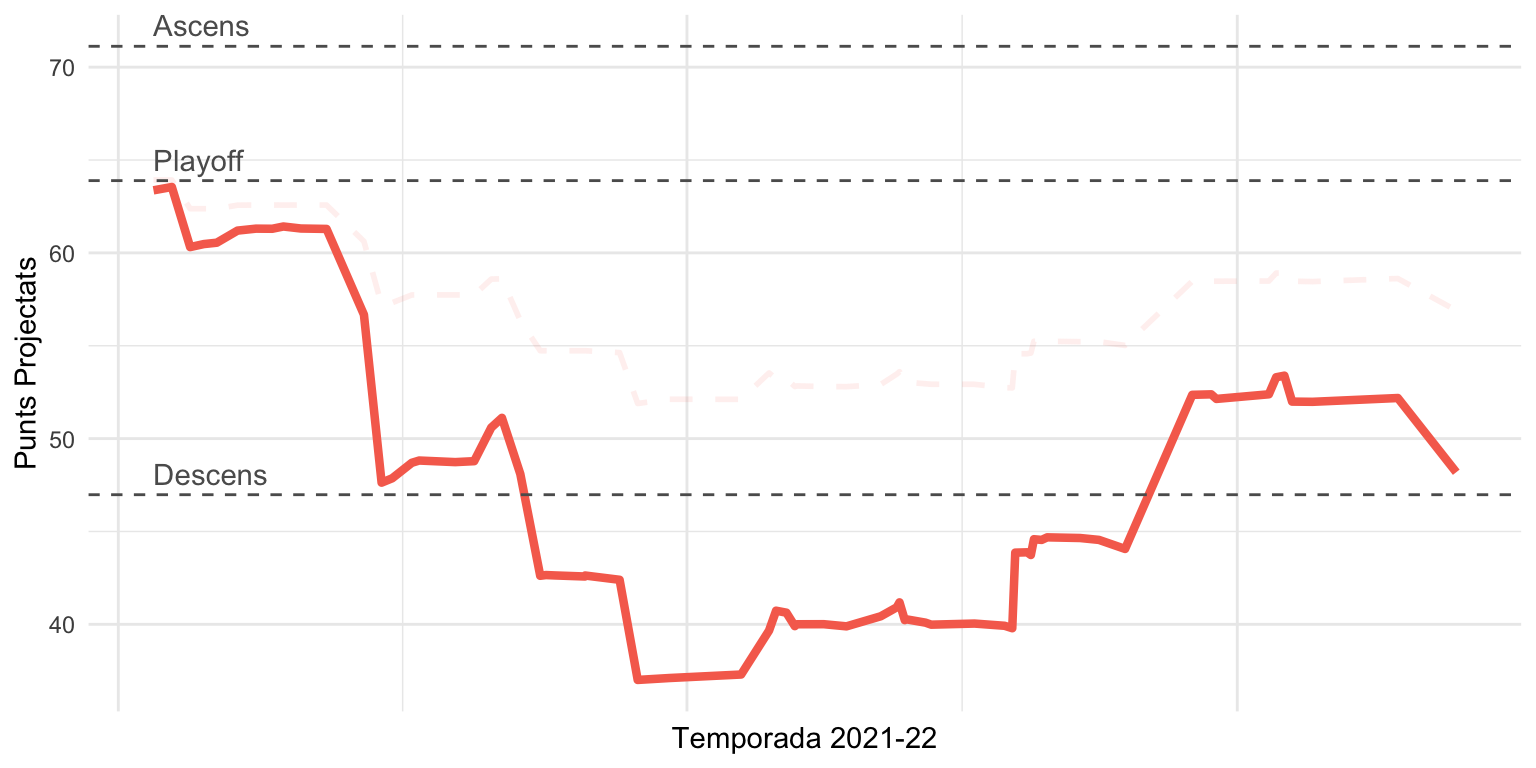 Ascens
70
Playoff
60
50
Descens
40
Punts Projectats
Temporada 2021-22